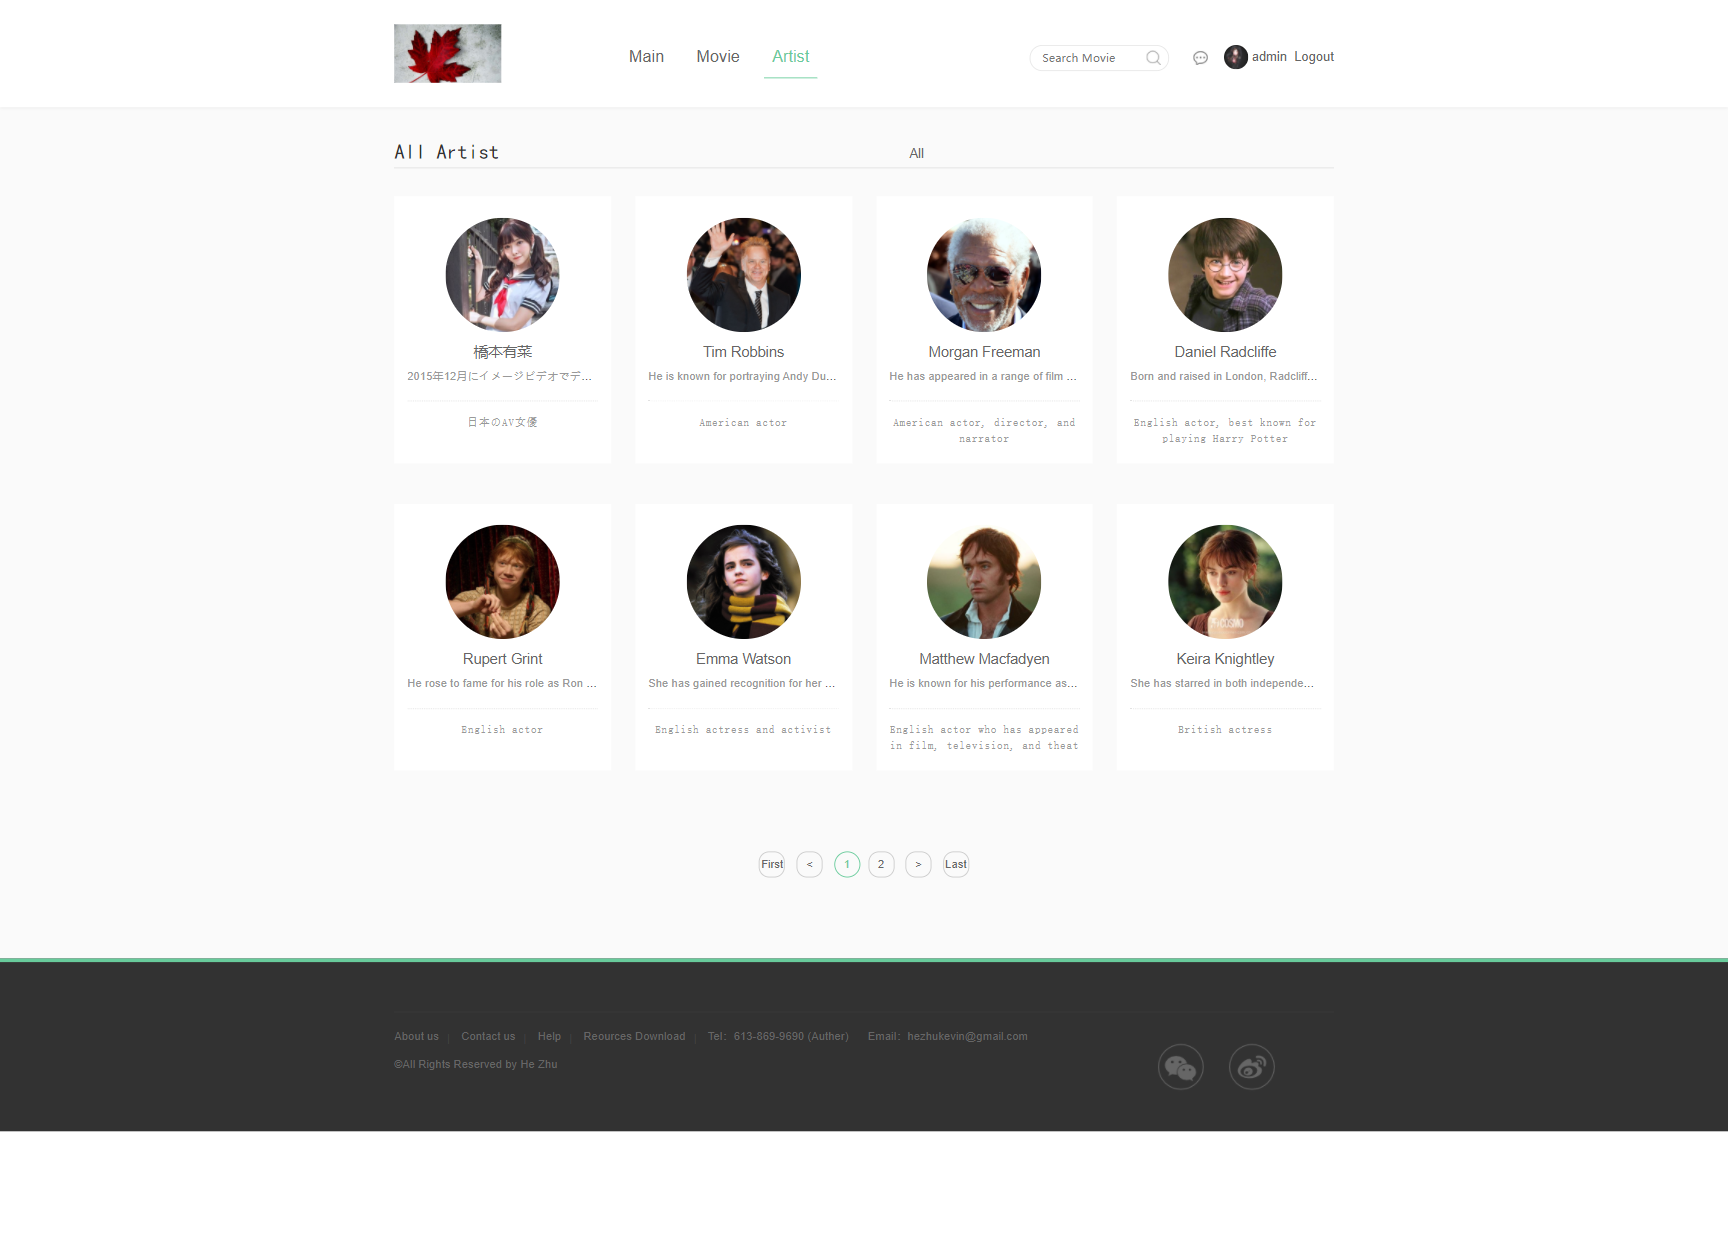 Main Movie Artist Search Movie admin Logout
All Artist All
橋本有菜
2015年12月にイメージビデオでデ...
日本のAV女優
Tim Robbins
He is known for portraying Andy Du...
American actor
Morgan Freeman
He has appeared in a range of film ...
American actor, director, and
narrator
Daniel Radcliffe
Born and raised in London, Radcliff...
English actor, best known for
playing Harry Potter
Rupert Grint
He rose to fame for his role as Ron ...
English actor
Emma Watson
She has gained recognition for her ...
English actress and activist
Matthew Macfadyen
He is known for his performance as...
English actor who has appeared
in film, television, and theat
Keira Knightley
She has starred in both independe...
British actress
First < 1 2 > Last
About us | Contact us | Help | Reources Download | Tel：613-869-9690 (Auther) Email：hezhukevin@gmail.com
©All Rights Reserved by He Zhu